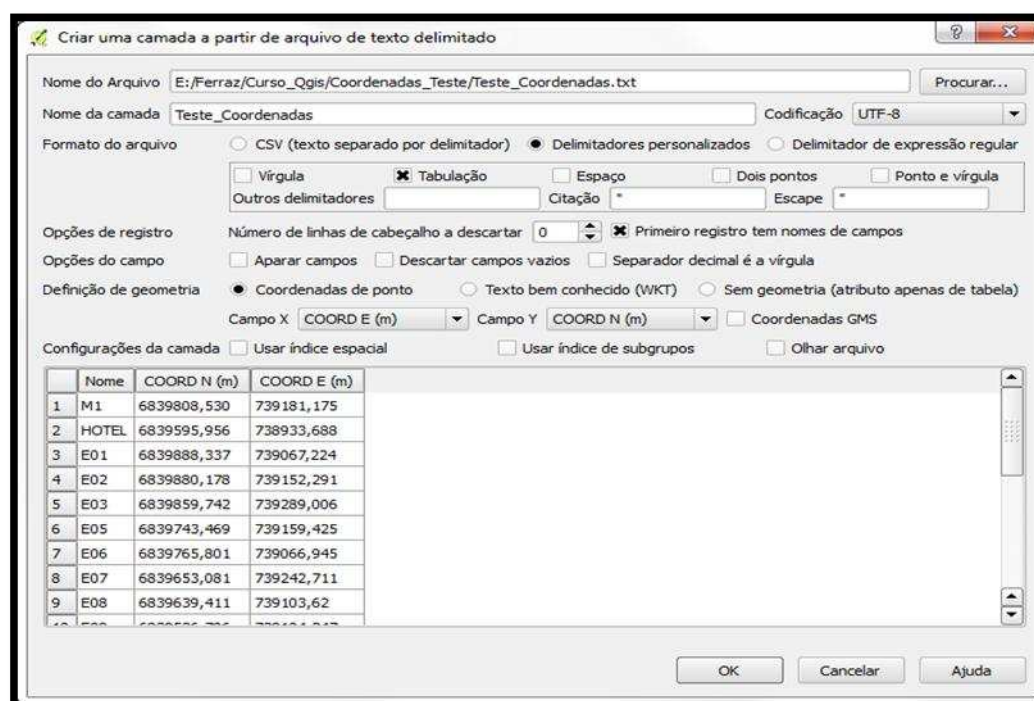 Criar uma camada a partir de arquivo de texto delimitado
Nome do Arquivo E:/Ferraz/Curso_Qgis/Coordenadas_Teste/Teste_Coordenadas.txt Procurar...
Nome da camada Teste_Coordenadas Codificação UTF-8
Formato do arquivo CSV (texto separado por delimitador) Delimitadores personalizados Delimitador de expressão regular
Vírgula Tabulação Espaço Dois pontos Ponto e vírgula
Outros delimitadores Citação " Escape "
Opções de registro Número de linhas de cabeçalho a descartar 0 Primeiro registro tem nomes de campos
Opções do campo Aparar campos Descartar campos vazios Separador decimal é a vírgula
Definição de geometria Coordenadas de ponto Texto bem conhecido (WKT) Sem geometria (atributo apenas de tabela)
Campo X COORD E (m) Campo Y COORD N (m) Coordenadas GMS
Configurações da camada Usar índice espacial Usar índice de subgrupos Olhar arquivo
Nome COORD N (m) COORD E (m)
1 M1 6839808,530 739181,175
2 HOTEL 6839595,956 738933,688
3 E01 6839888,337 739067,224
4 E02 6839880,178 739152,291
5 E03 6839859,742 739289,006
6 E05 6839743,469 739159,425
7 E06 6839765,801 739066,945
8 E07 6839653,081 739242,711
9 E08 6839639,411 739103,62
OK Cancelar Ajuda